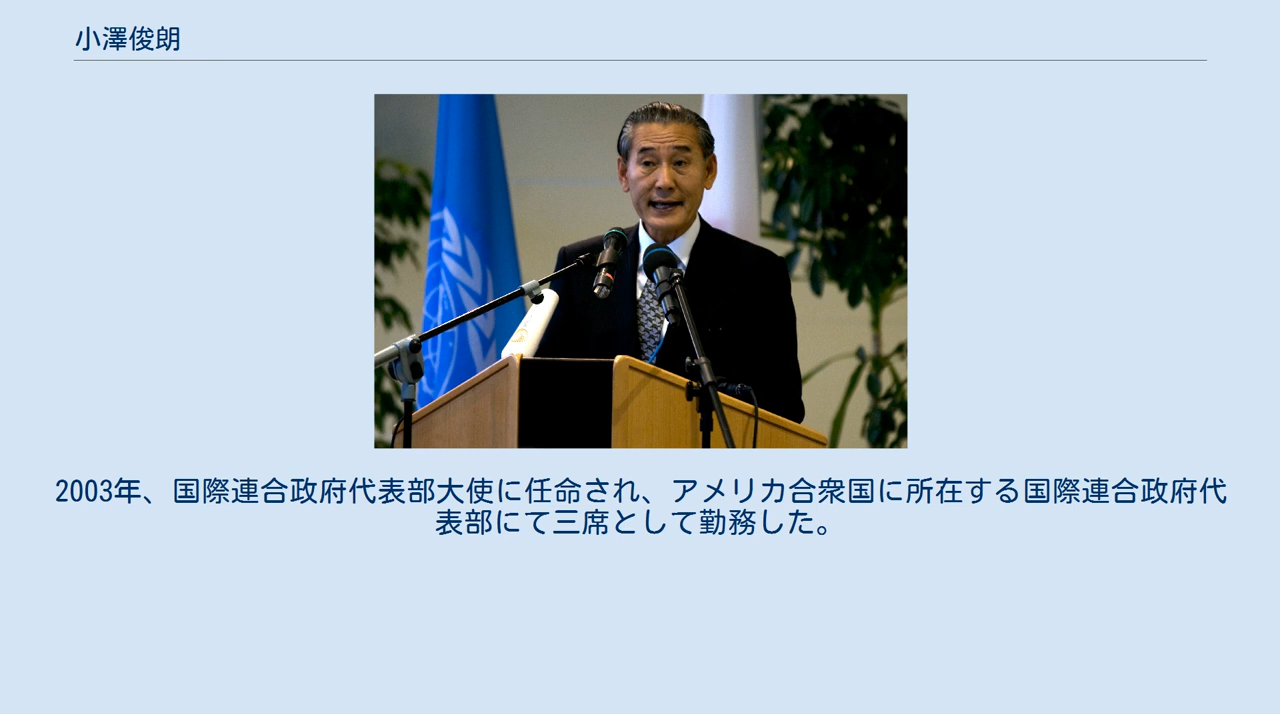 小澤俊朗
2003年、国際連合政府代表部大使に任命され、アメリカ合衆国に所在する国際連合政府代
表部にて三席として勤務した。